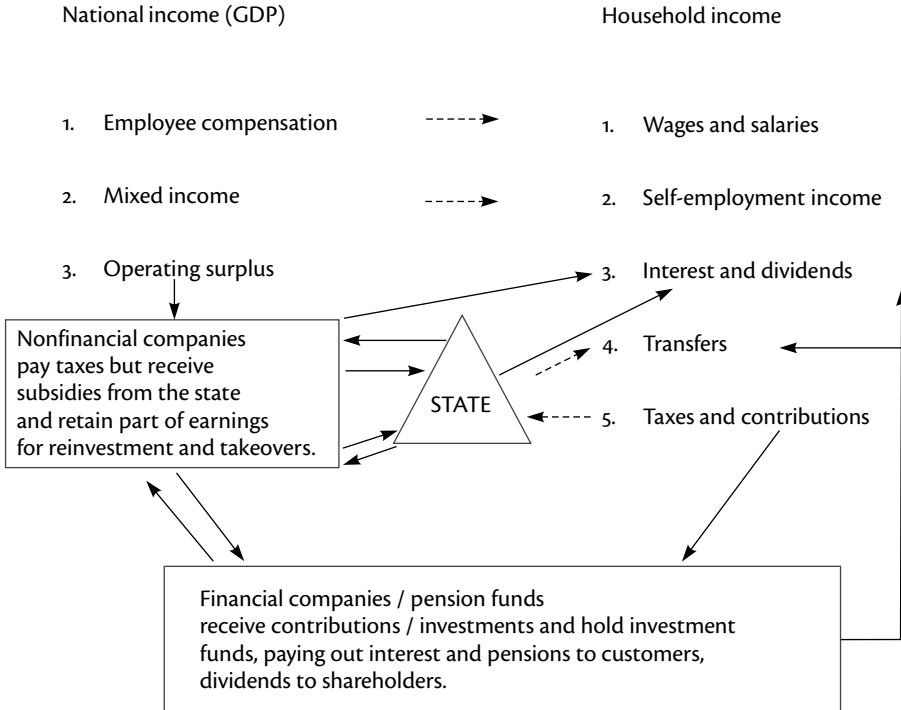 National income (GDP)
Household income
1. Employee compensation
1. Wages and salaries
2. Mixed income
2. Self-employment income
3. Operating surplus
3. Interest and dividends
Nonfinancial companies
pay taxes but receive
subsidies from the state
and retain part of earnings
for reinvestment and takeovers.
STATE
4. Transfers
5. Taxes and contributions
Financial companies / pension funds
receive contributions / investments and hold investment
funds, paying out interest and pensions to customers,
dividends to shareholders.